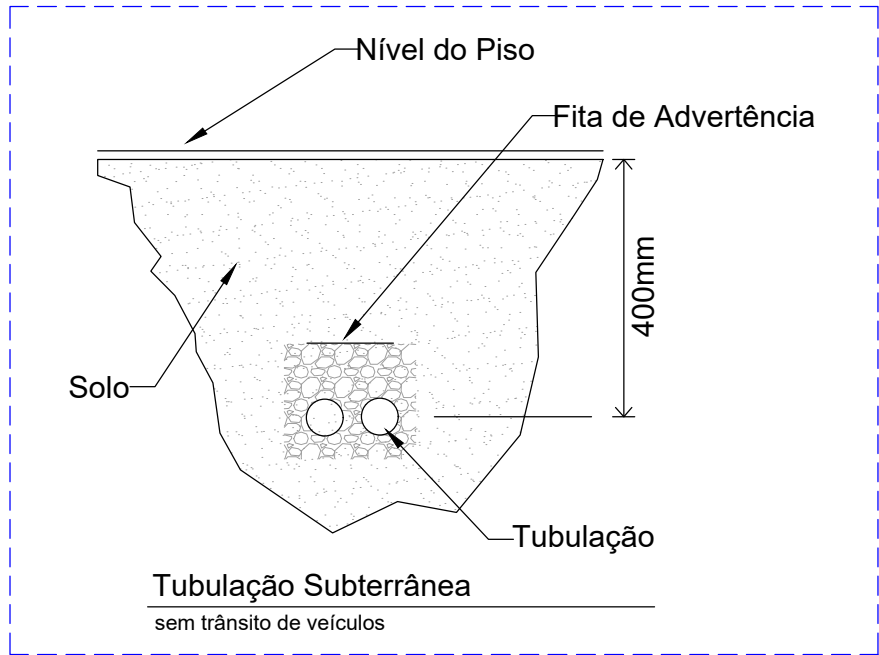 Nível do Piso
Fita de Advertência
400mm
Solo
Tubulação
Tubulação Subterrânea
sem trânsito de veículos